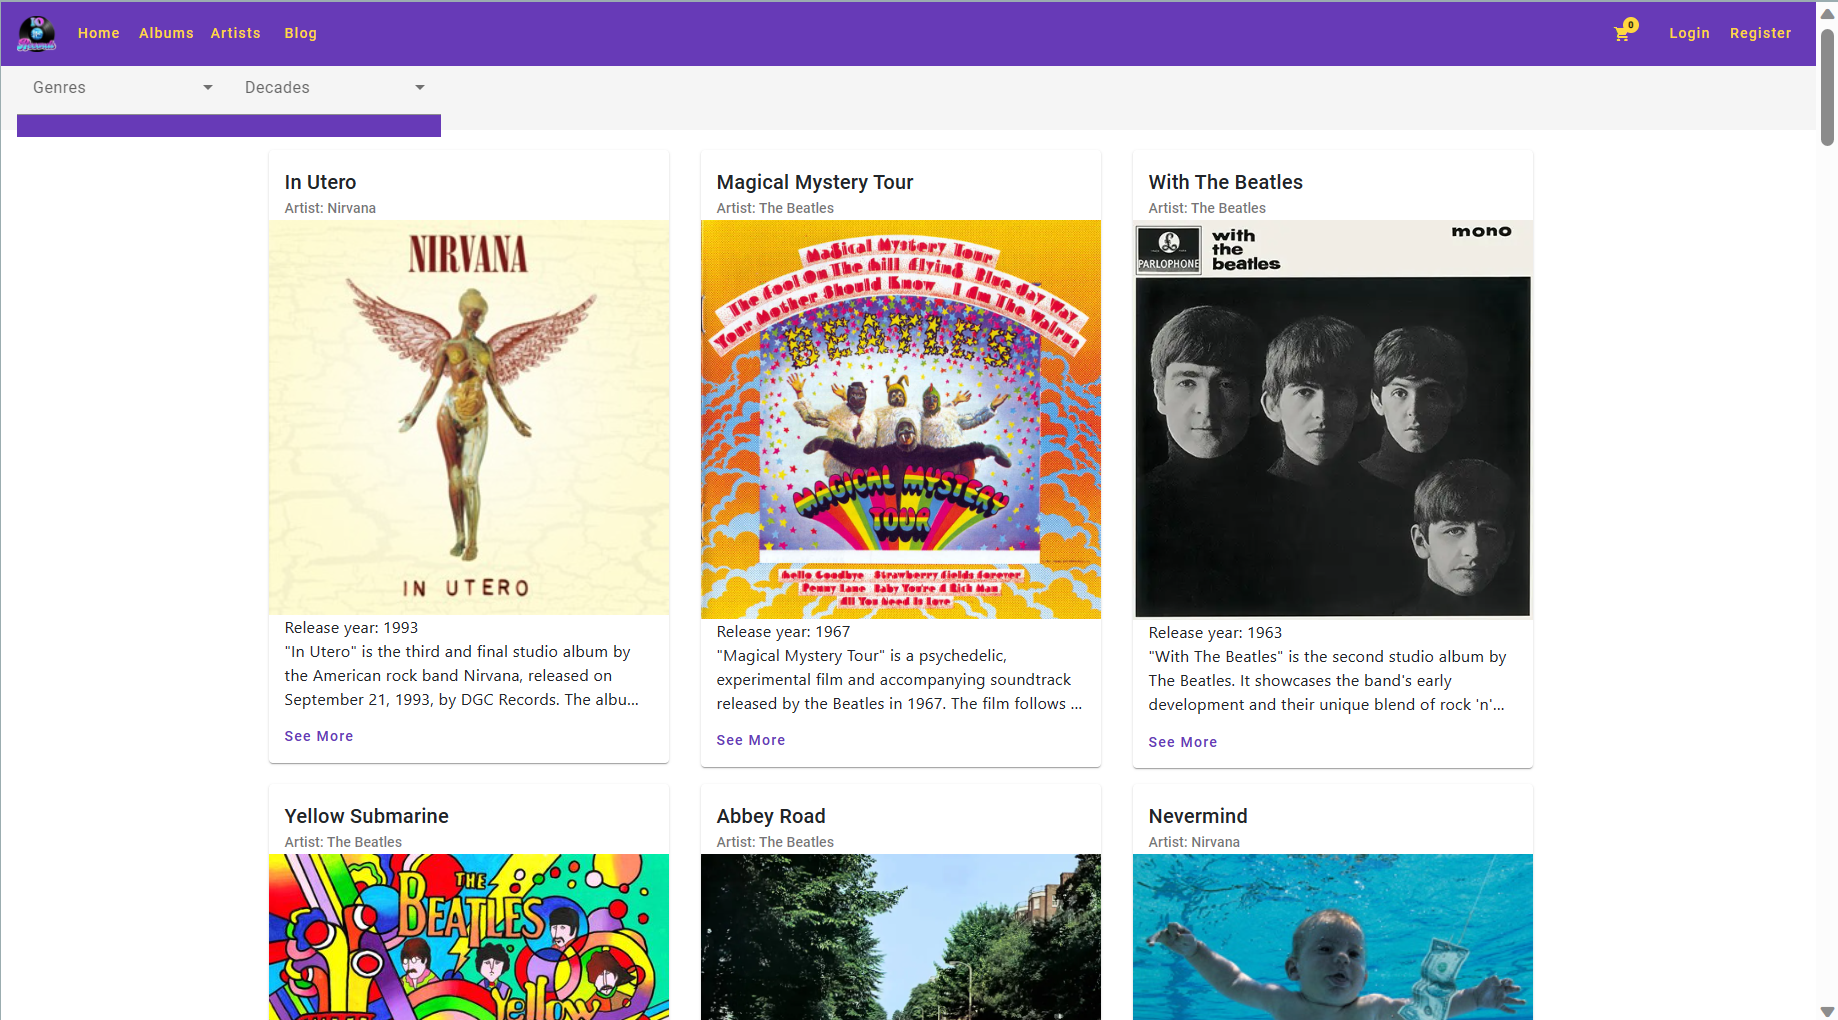 Home Albums Artists Blog 0 Login Register
Genres Decades
In Utero
Artist: Nirvana
NIRVANA
IN UTERO
Release year: 1993
"In Utero" is the third and final studio album by
the American rock band Nirvana, released on
September 21, 1993, by DGC Records. The albu...
See More
Magical Mystery Tour
Artist: The Beatles
Magical Mystery Tour
The Fool On The Hill Flying Blue Jay Way
Your Mother Should Know I Am The Walrus
BEATLES
MAGICAL MYSTERY
TOUR
Hello Goodbye Strawberry Fields Forever
Penny Lane Baby You're A Rich Man
All You Need Is Love
Release year: 1967
"Magical Mystery Tour" is a psychedelic,
experimental film and accompanying soundtrack
released by the Beatles in 1967. The film follows ...
See More
With The Beatles
Artist: The Beatles
PARLOPHONE
with
the
beatles
mono
Release year: 1963
"With The Beatles" is the second studio album by
The Beatles. It showcases the band's early
development and their unique blend of rock 'n'...
See More
Yellow Submarine
Artist: The Beatles
THE
BEATLES
Yellow
Abbey Road
Artist: The Beatles
Nevermind
Artist: Nirvana